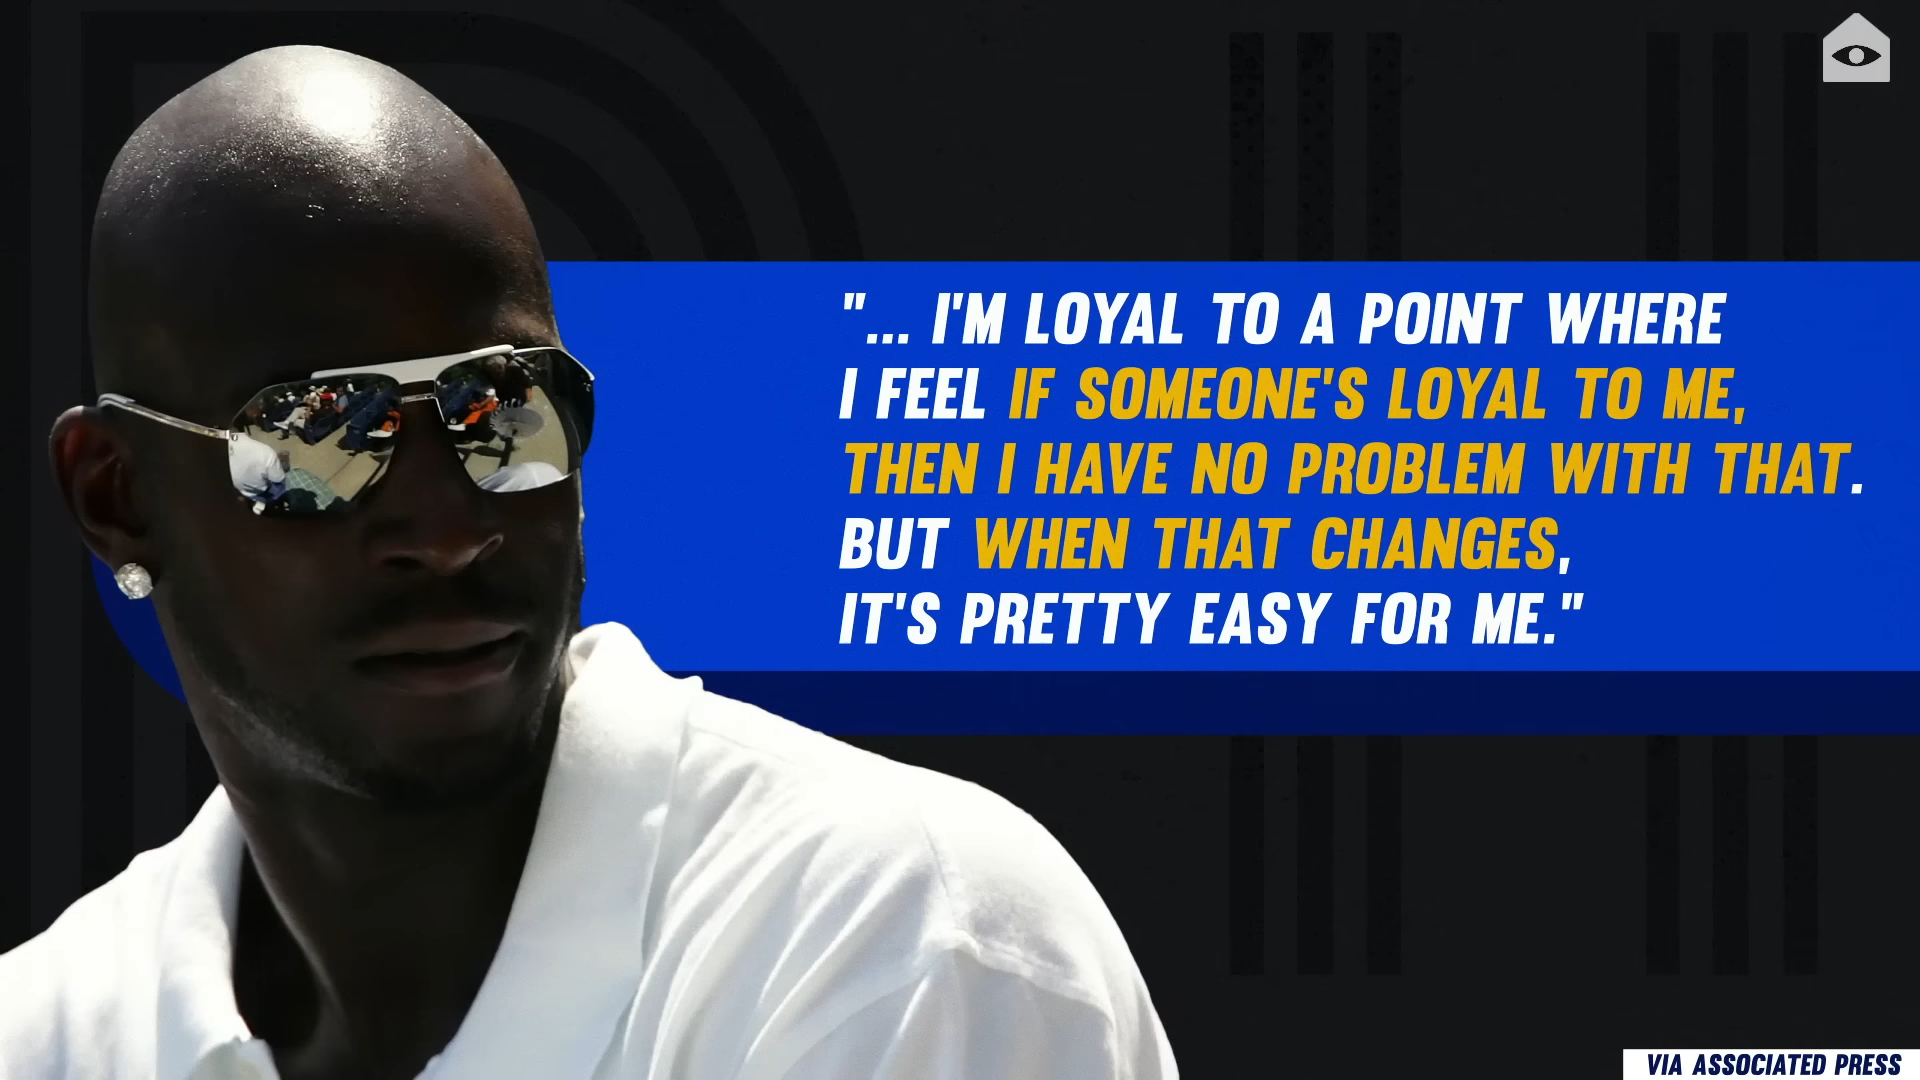 "... I'M LOYAL TO A POINT WHERE
I FEEL IF SOMEONE'S LOYAL TO ME,
THEN I HAVE NO PROBLEM WITH THAT.
BUT WHEN THAT CHANGES,
IT'S PRETTY EASY FOR ME."
VIA ASSOCIATED PRESS